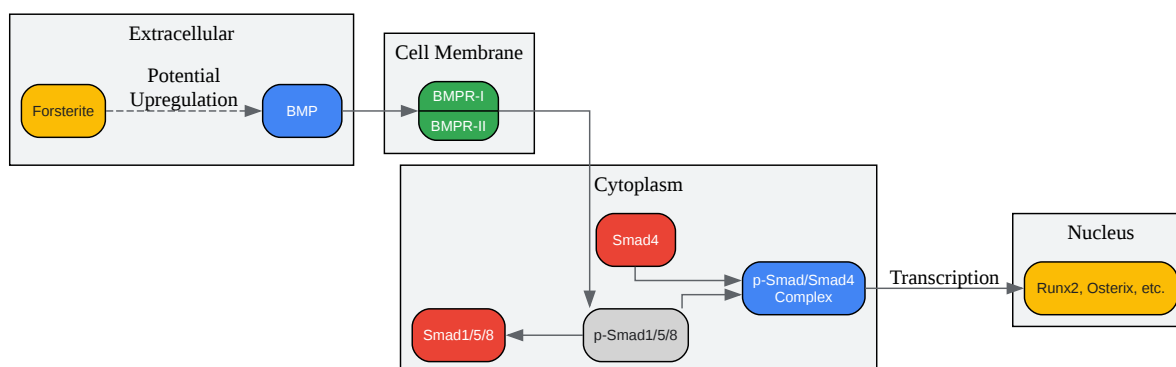 Extracellular
Potential
Upregulation
Forsterite
BMP
Cell Membrane
BMPR-I
BMPR-II
Cytoplasm
Smad4
p-Smad/Smad4
Complex
Smad1/5/8
p-Smad1/5/8
Transcription
Nucleus
Runx2, Osterix, etc.